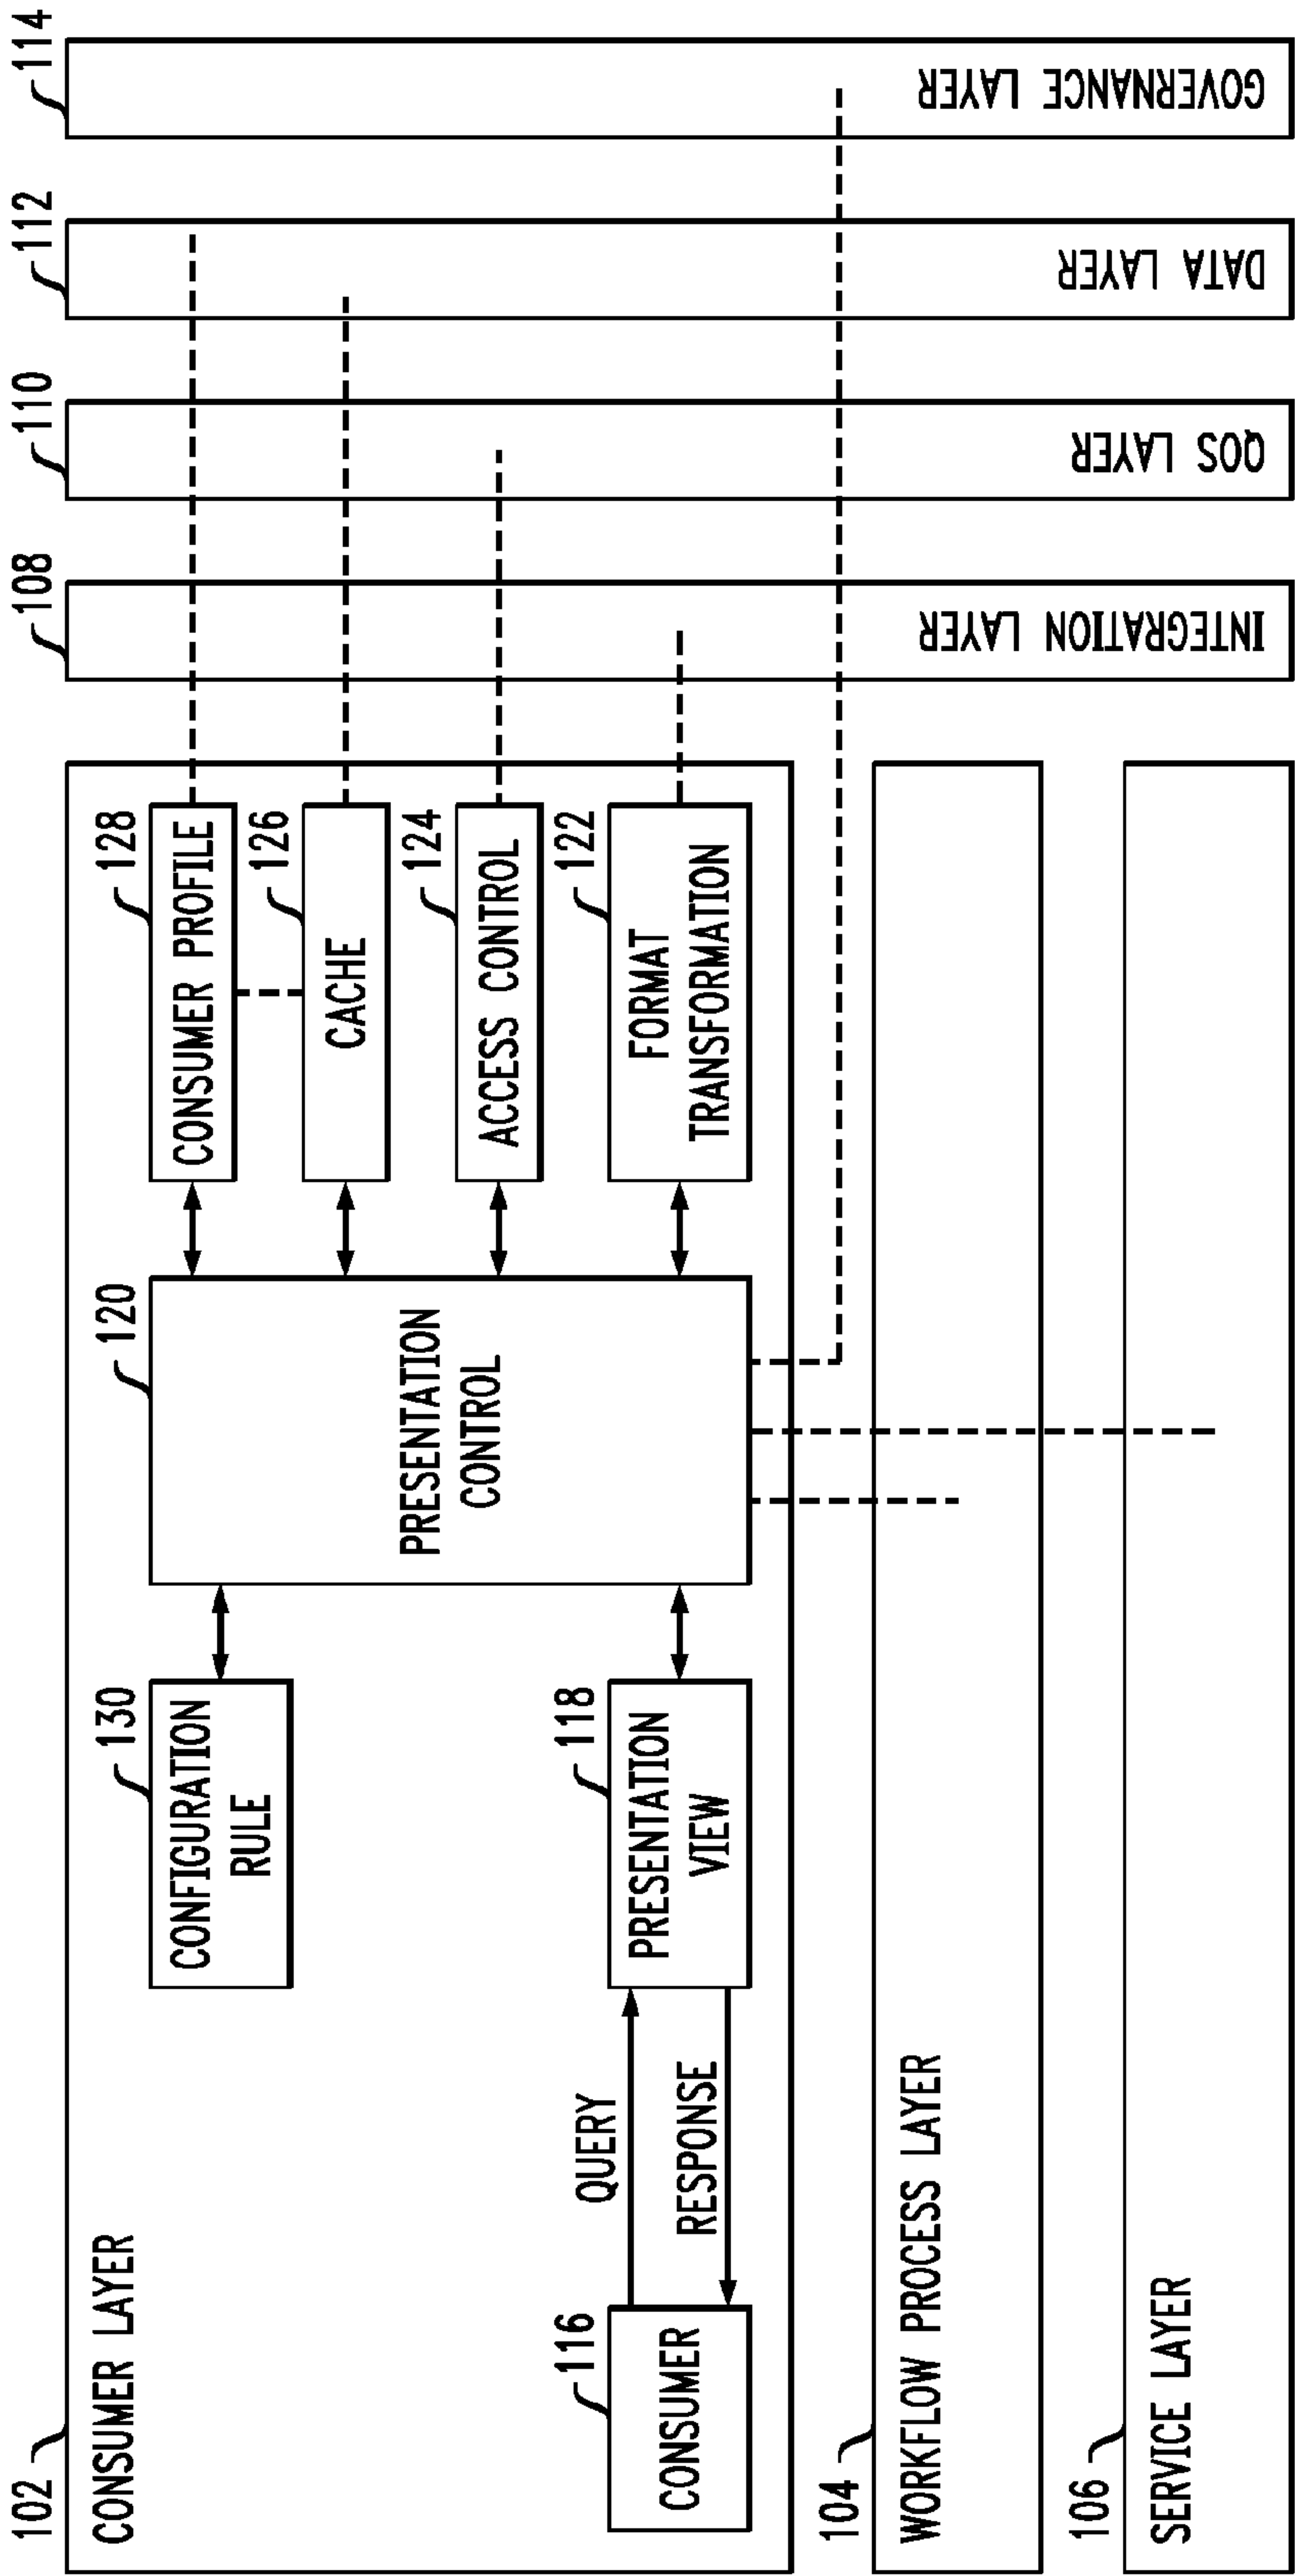 102
CONSUMER LAYER
130
CONFIGURATION
RULE
120
PRESENTATION
CONTROL
128
CONSUMER PROFILE
126
CACHE
124
ACCESS CONTROL
122
FORMAT
TRANSFORMATION
116
CONSUMER
QUERY
RESPONSE
118
PRESENTATION
VIEW
104
WORKFLOW PROCESS LAYER
106
SERVICE LAYER
108
INTEGRATION LAYER
110
QOS LAYER
112
DATA LAYER
114
GOVERNANCE LAYER